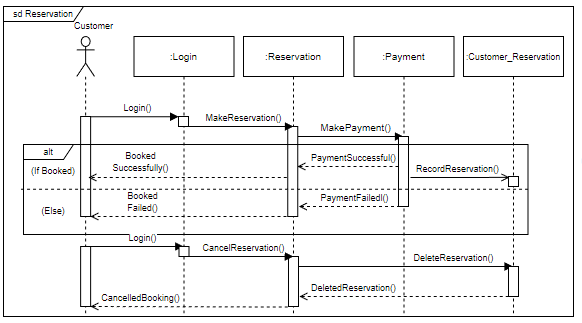 sd Reservation
Customer
:Login
:Reservation
:Payment
:Customer_Reservation
Login()
MakeReservation()
MakePayment()
alt
(If Booked)
Booked
Successfully()
PaymentSuccessful()
RecordReservation()
(Else)
Booked
Failed()
PaymentFailedl()
Login()
CancelReservation()
DeleteReservation()
DeletedReservation()
CancelledBooking()